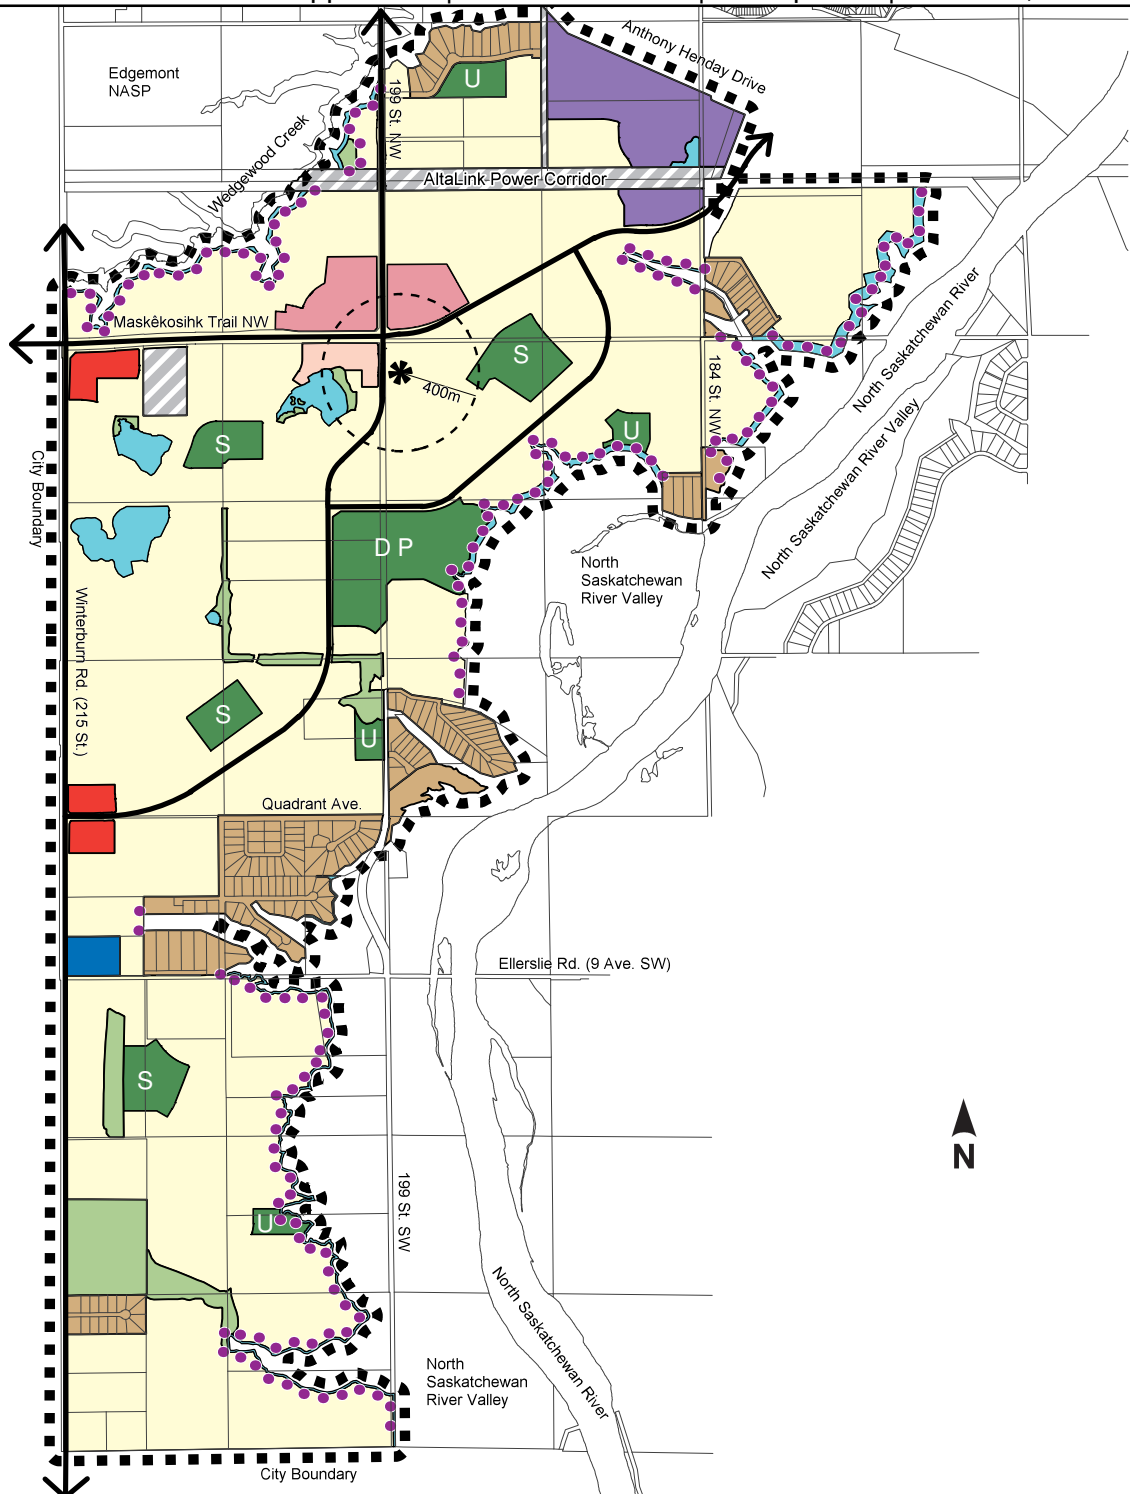 Anthony Henday Drive
Edgemont
NASP
U
199 St. NW
Wedgewood Creek
AltaLink Power Corridor
Maskêkosihk Trail NW
North Saskatchewan River
S
400m
184 St. NW
U
S
North Saskatchewan River Valley
City Boundary
D P
North
Saskatchewan
River Valley
Winterburn Rd. (215 St.)
S
U
Quadrant Ave.
Ellerslie Rd. (9 Ave. SW)
S
N
199 St. SW
U
North Saskatchewan River
North
Saskatchewan
River Valley
City Boundary